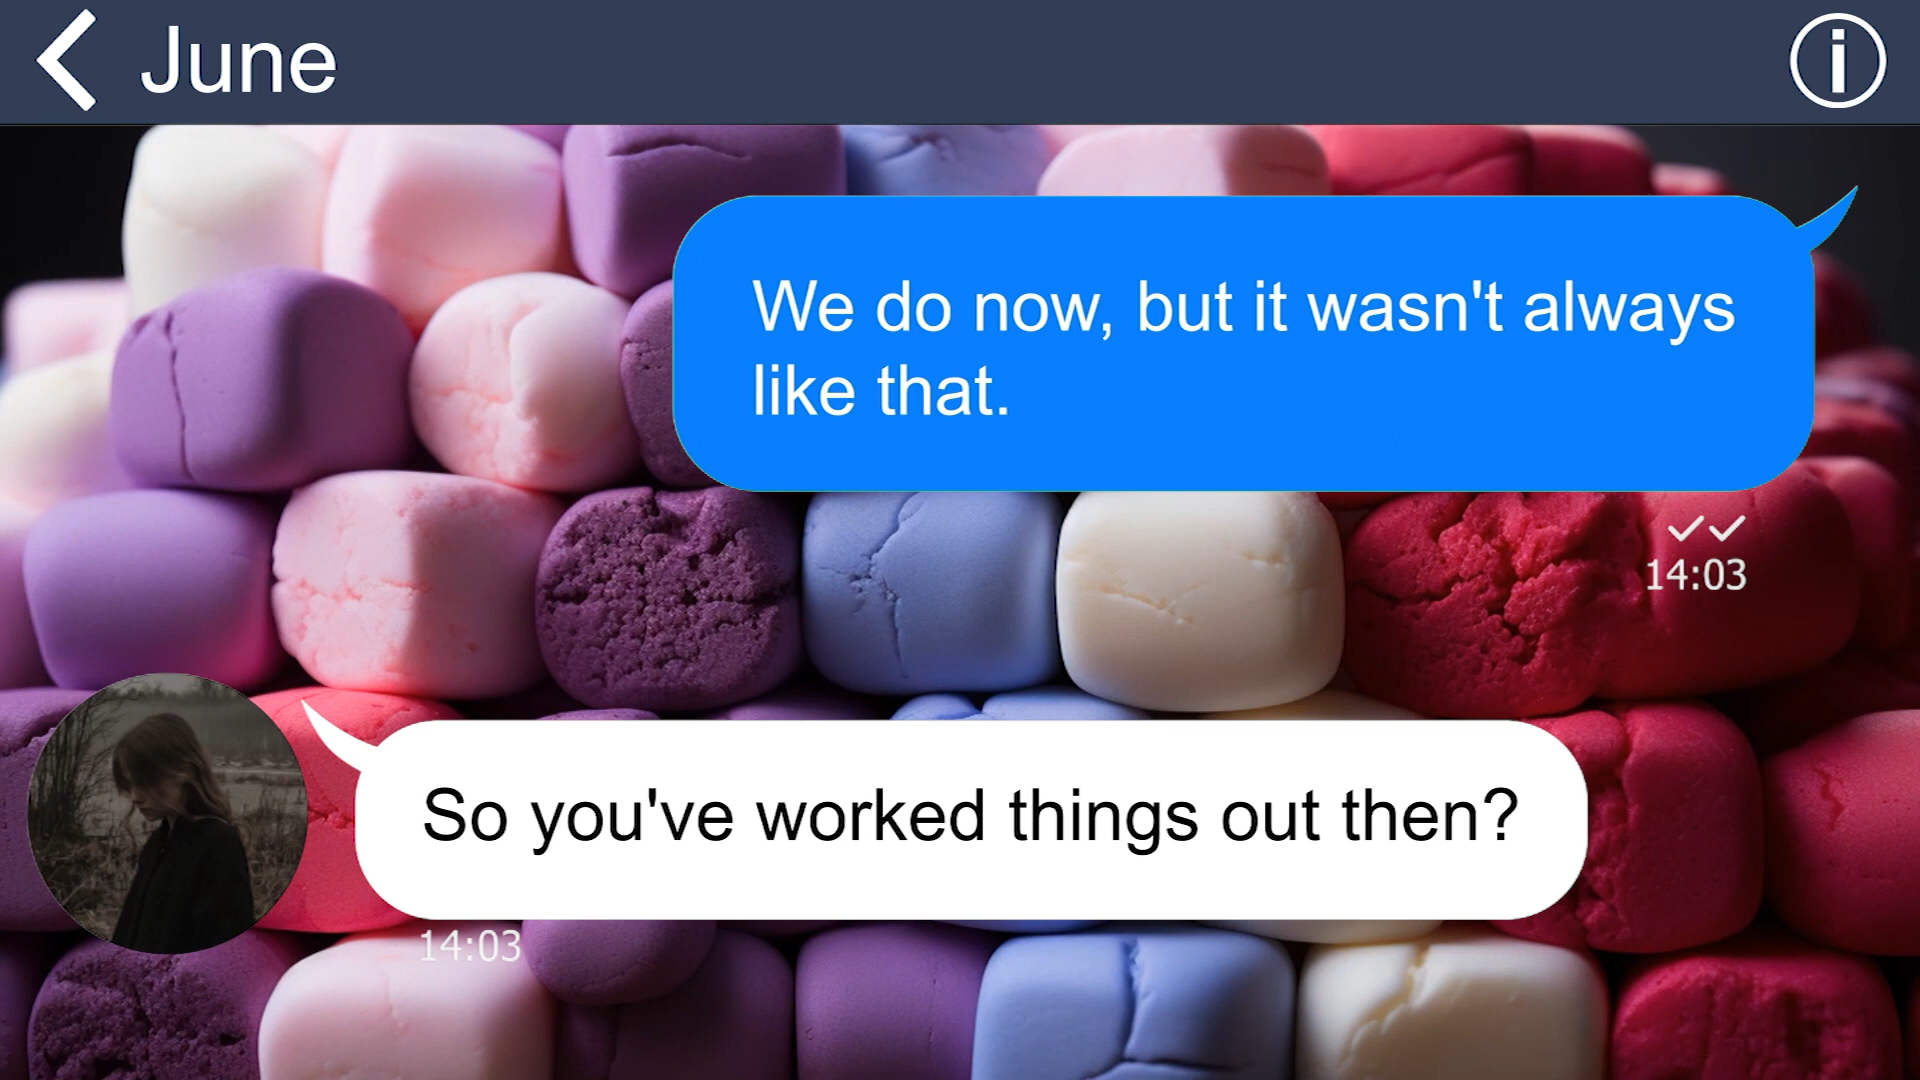 June
We do now, but it wasn't always
like that.
14:03
So you've worked things out then?
14:03